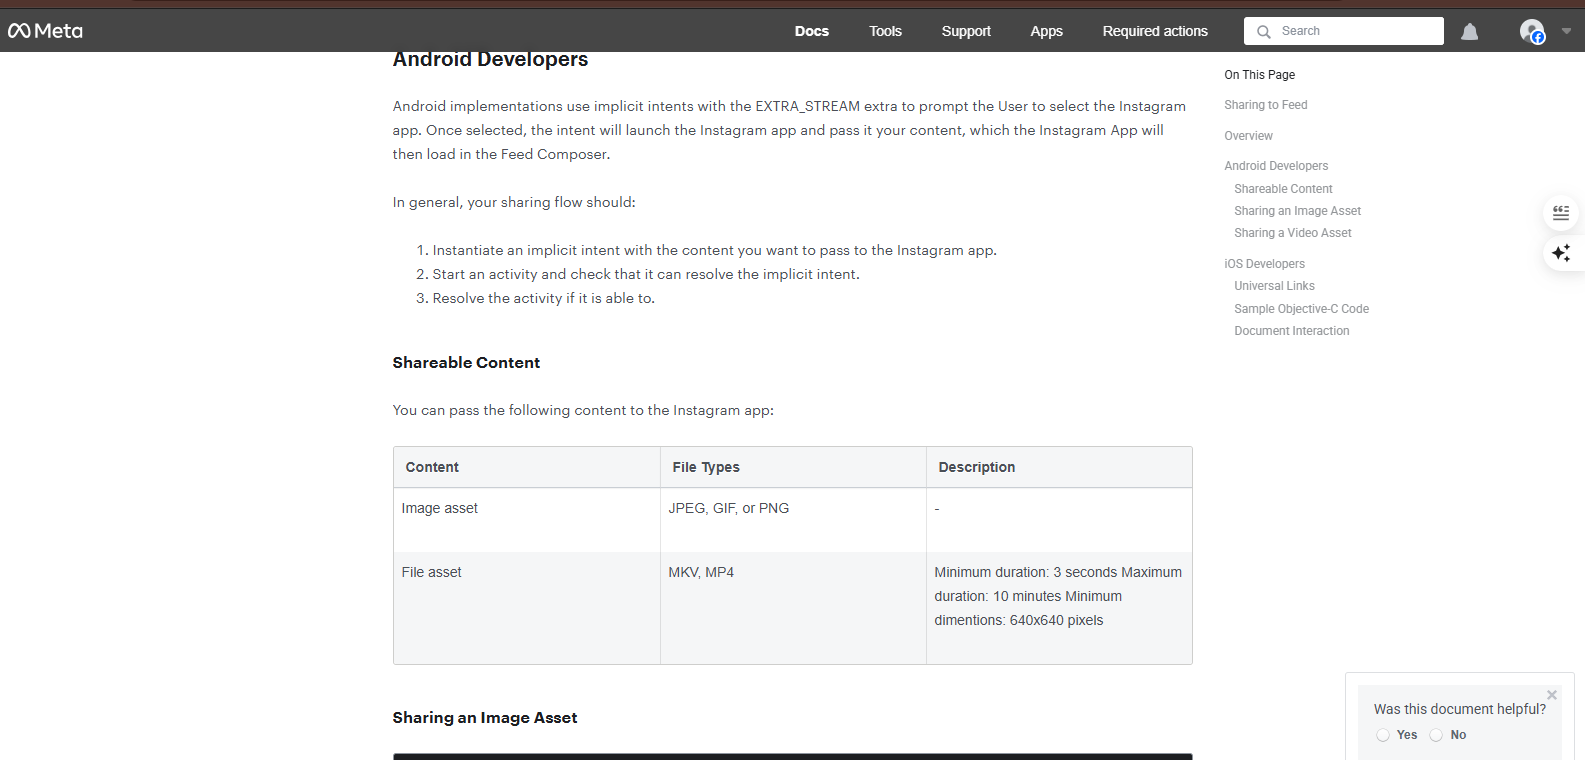 Meta
Docs
Tools
Support
Apps
Required actions
Search
Android Developers
Android implementations use implicit intents with the EXTRA_STREAM extra to prompt the User to select the Instagram
app. Once selected, the intent will launch the Instagram app and pass it your content, which the Instagram App will
then load in the Feed Composer.
In general, your sharing flow should:
1. Instantiate an implicit intent with the content you want to pass to the Instagram app.
2. Start an activity and check that it can resolve the implicit intent.
3. Resolve the activity if it is able to.
Shareable Content
You can pass the following content to the Instagram app:
Content
File Types
Description
Image asset
JPEG, GIF, or PNG
-
File asset
MKV, MP4
Minimum duration: 3 seconds Maximum
duration: 10 minutes Minimum
dimentions: 640x640 pixels
Sharing an Image Asset
On This Page
Sharing to Feed
Overview
Android Developers
Shareable Content
Sharing an Image Asset
Sharing a Video Asset
iOS Developers
Universal Links
Sample Objective-C Code
Document Interaction
Was this document helpful?
Yes
No